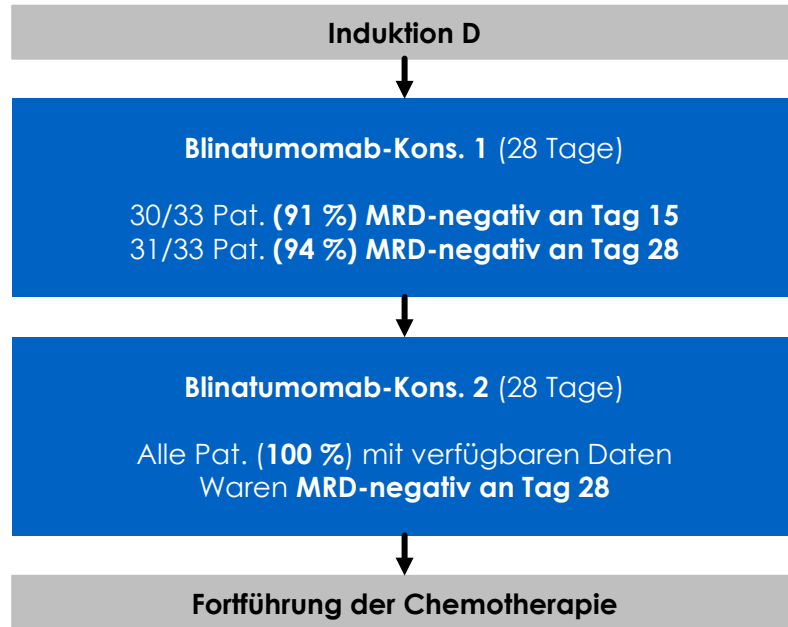 Induktion D
Blinatumomab-Kons. 1 (28 Tage)
30/33 Pat. (91 %) MRD-negativ an Tag 15
31/33 Pat. (94 %) MRD-negativ an Tag 28
Blinatumomab-Kons. 2 (28 Tage)
Alle Pat. (100 %) mit verfügbaren Daten
Waren MRD-negativ an Tag 28
Fortführung der Chemotherapie